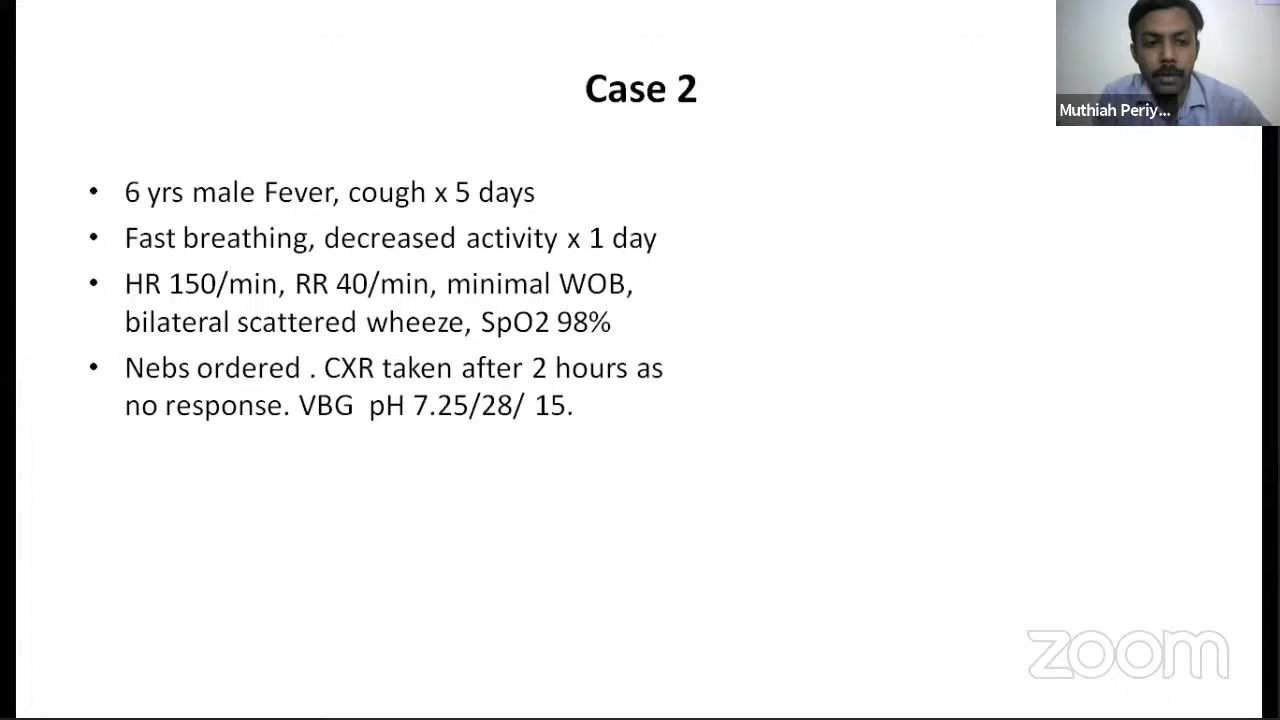 Case 2
Muthiah Periy...
• 6 yrs male Fever, cough x 5 days
• Fast breathing, decreased activity x 1 day
• HR 150/min, RR 40/min, minimal WOB,
bilateral scattered wheeze, SpO2 98%
• Nebs ordered . CXR taken after 2 hours as
no response. VBG pH 7.25/28/ 15.
zoom